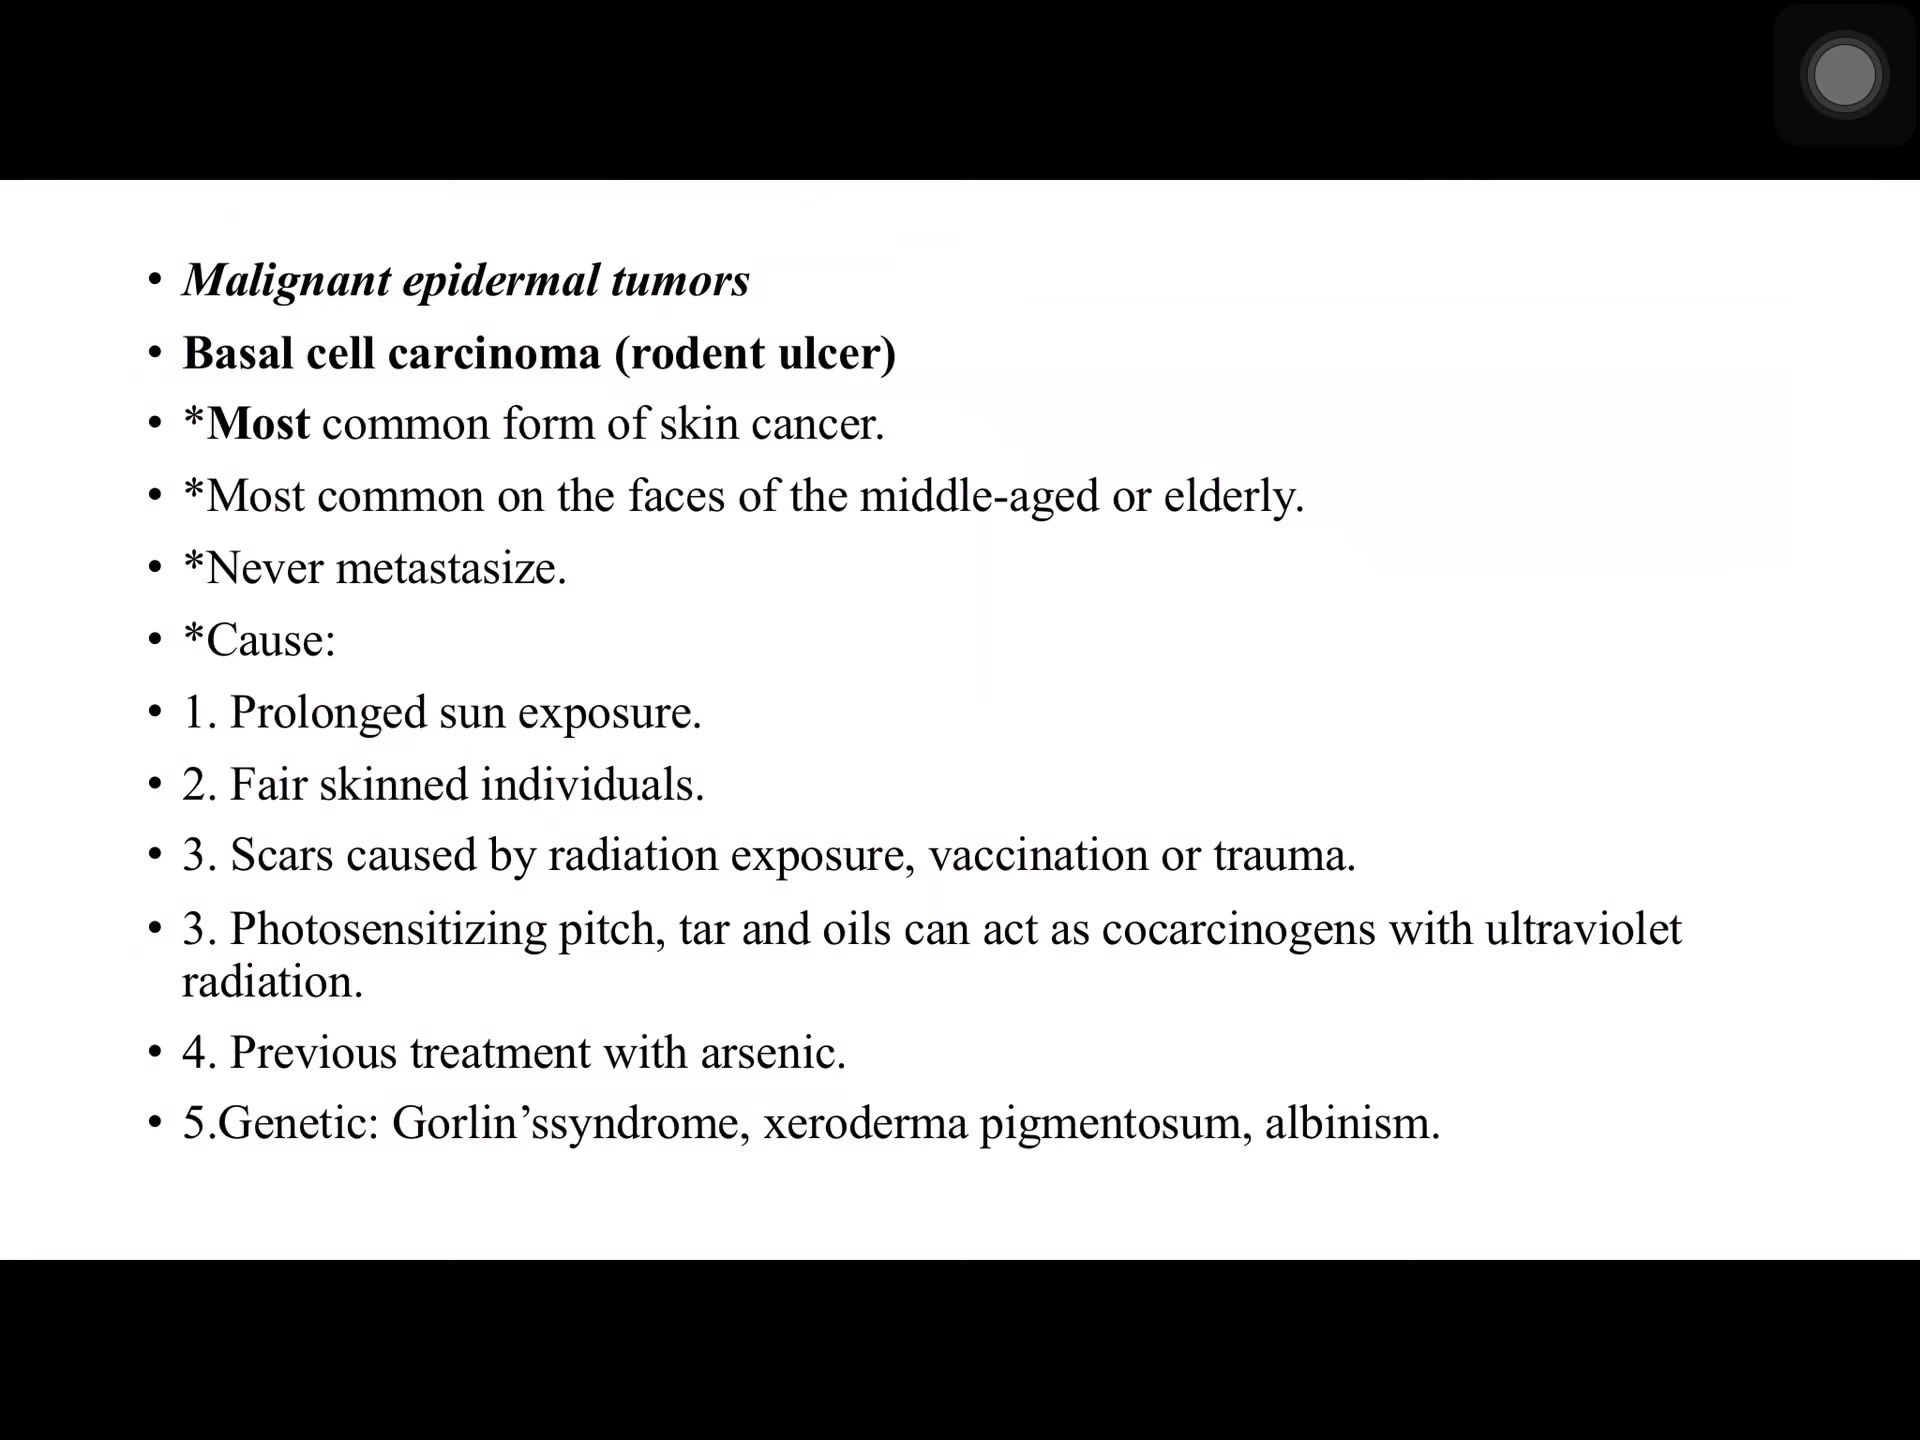 • Malignant epidermal tumors
• Basal cell carcinoma (rodent ulcer)
• *Most common form of skin cancer.
• *Most common on the faces of the middle-aged or elderly.
• *Never metastasize.
• *Cause:
• 1. Prolonged sun exposure.
• 2. Fair skinned individuals.
• 3. Scars caused by radiation exposure, vaccination or trauma.
• 3. Photosensitizing pitch, tar and oils can act as cocarcinogens with ultraviolet
radiation.
• 4. Previous treatment with arsenic.
• 5.Genetic: Gorlin’ssyndrome, xeroderma pigmentosum, albinism.